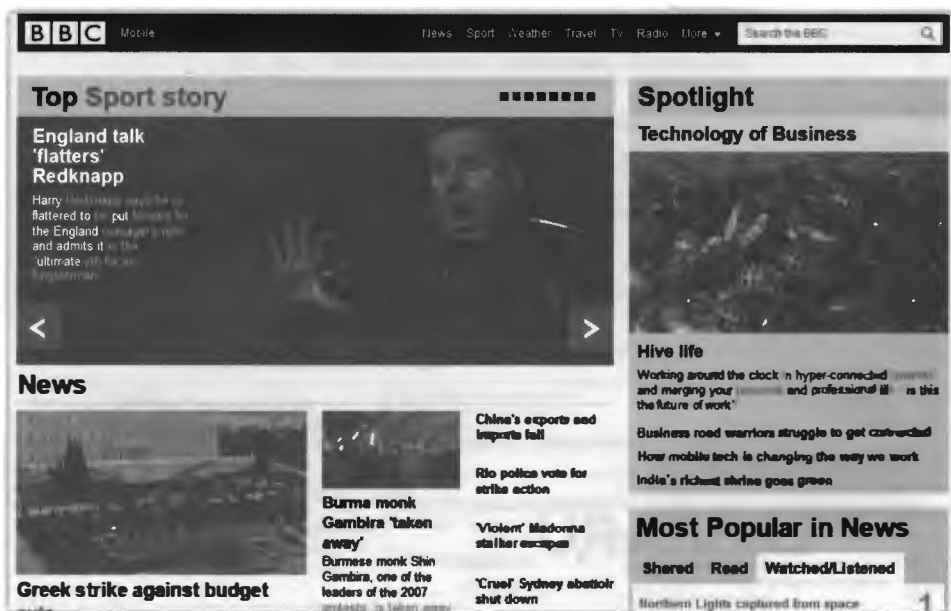 BBC Mobile News Sport Weather Travel TV Radio More Search the BBC
Top Sport story
England talk
'flatters'
Redknapp
Harry
flattered to put
the England
and admits it
'ultimate
< >
News
Greek strike against budget
Burma monk
Gambira 'taken
away'
Burmese monk Shin
Gambira, one of the
leaders of the 2007
protests, is taken away
China's exports and
imports fall
Rio police vote for
strike action
'Violent' Madonna
stalker escapes
'Cruel' Sydney abattoir
shut down
Spotlight
Technology of Business
Hive life
Working around the clock in hyper-connected
and merging your and professional is this
the future of work
Business road warriors struggle to get connected
How mobile tech is changing the way we work
India's richest shrine goes green
Most Popular in News
Shared Read Watched/Listened
Northern Lights captured from space 1